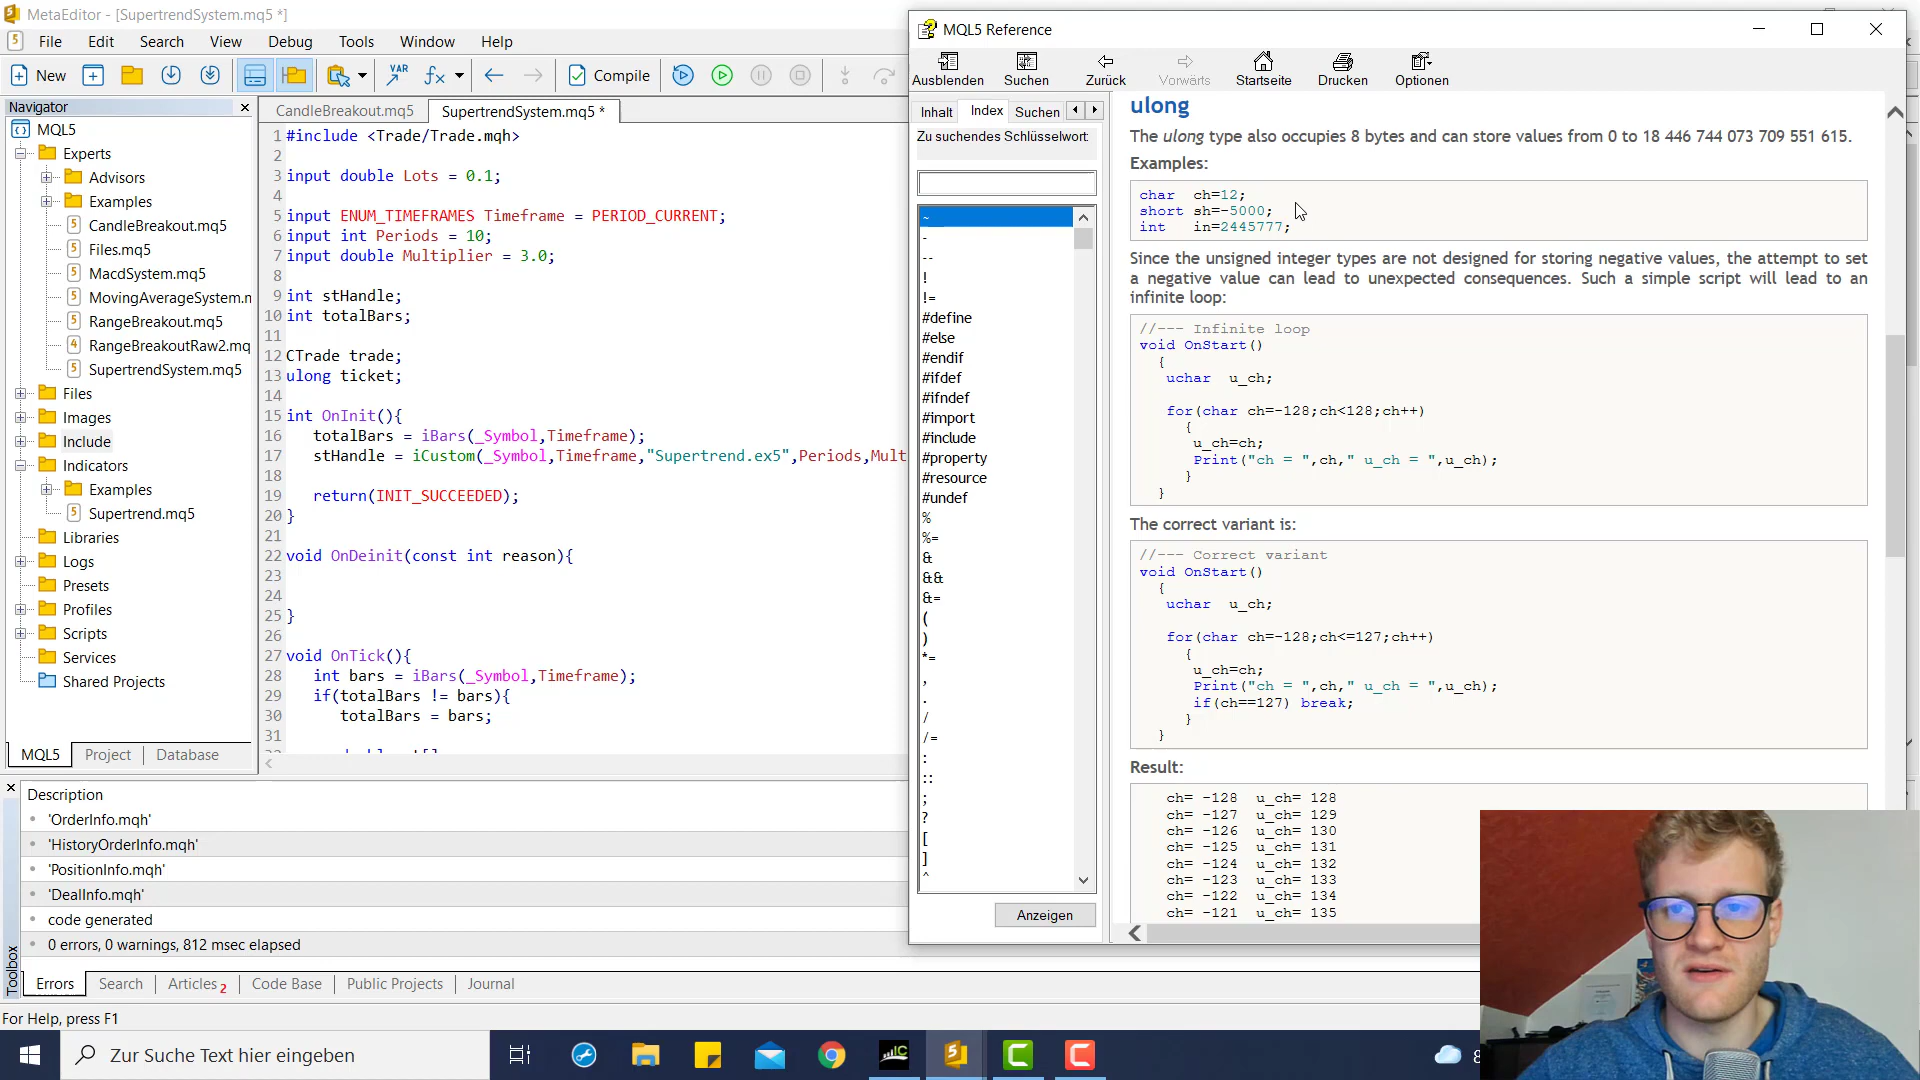 MetaEditor - [SupertrendSystem.mq5 *]
File Edit Search View Debug Tools Window Help
New
VAR
Compile
Navigator
MQL5
Experts
Advisors
Examples
CandleBreakout.mq5
Files.mq5
MacdSystem.mq5
MovingAverageSystem.m
RangeBreakout.mq5
RangeBreakoutRaw2.mq
SupertrendSystem.mq5
Files
Images
Include
Indicators
Examples
Supertrend.mq5
Libraries
Logs
Presets
Profiles
Scripts
Services
Shared Projects
MQL5 Project Database
CandleBreakout.mq5 SupertrendSystem.mq5 *
1 #include <Trade/Trade.mqh>
2
3 input double Lots = 0.1;
4
5 input ENUM_TIMEFRAMES Timeframe = PERIOD_CURRENT;
6 input int Periods = 10;
7 input double Multiplier = 3.0;
8
9 int stHandle;
10 int totalBars;
11
12 CTrade trade;
13 ulong ticket;
14
15 int OnInit(){
16 totalBars = iBars(_Symbol,Timeframe);
17 stHandle = iCustom(_Symbol,Timeframe,"Supertrend.ex5",Periods,Mult
18
19 return(INIT_SUCCEEDED);
20 }
21
22 void OnDeinit(const int reason){
23
24
25 }
26
27 void OnTick(){
28 int bars = iBars(_Symbol,Timeframe);
29 if(totalBars != bars){
30 totalBars = bars;
31
MQL5 Reference
Ausblenden Suchen Zurück Vorwärts Startseite Drucken Optionen
Inhalt Index Suchen
Zu suchendes Schlüsselwort
~
-
--
!
!=
#define
#else
#endif
#ifdef
#ifndef
#import
#include
#property
#resource
#undef
%
%=
&
&&
&=
(
)
*=
,
.
/
/=
:
::
;
?
[
]
^
Anzeigen
ulong
The ulong type also occupies 8 bytes and can store values from 0 to 18 446 744 073 709 551 615.
Examples:
char ch=12;
short sh=-5000;
int in=2445777;
Since the unsigned integer types are not designed for storing negative values, the attempt to set
a negative value can lead to unexpected consequences. Such a simple script will lead to an
infinite loop:
//--- Infinite loop
void OnStart()
{
uchar u_ch;
for(char ch=-128;ch<128;ch++)
{
u_ch=ch;
Print("ch = ",ch," u_ch = ",u_ch);
}
}
The correct variant is:
//--- Correct variant
void OnStart()
{
uchar u_ch;
for(char ch=-128;ch<=127;ch++)
{
u_ch=ch;
Print("ch = ",ch," u_ch = ",u_ch);
if(ch==127) break;
}
}
Result:
ch= -128 u_ch= 128
ch= -127 u_ch= 129
ch= -126 u_ch= 130
ch= -125 u_ch= 131
ch= -124 u_ch= 132
ch= -123 u_ch= 133
ch= -122 u_ch= 134
ch= -121 u_ch= 135
Toolbox
Description
'OrderInfo.mqh'
'HistoryOrderInfo.mqh'
'PositionInfo.mqh'
'DealInfo.mqh'
code generated
0 errors, 0 warnings, 812 msec elapsed
Errors Search Articles 2 Code Base Public Projects Journal
For Help, press F1
Zur Suche Text hier eingeben